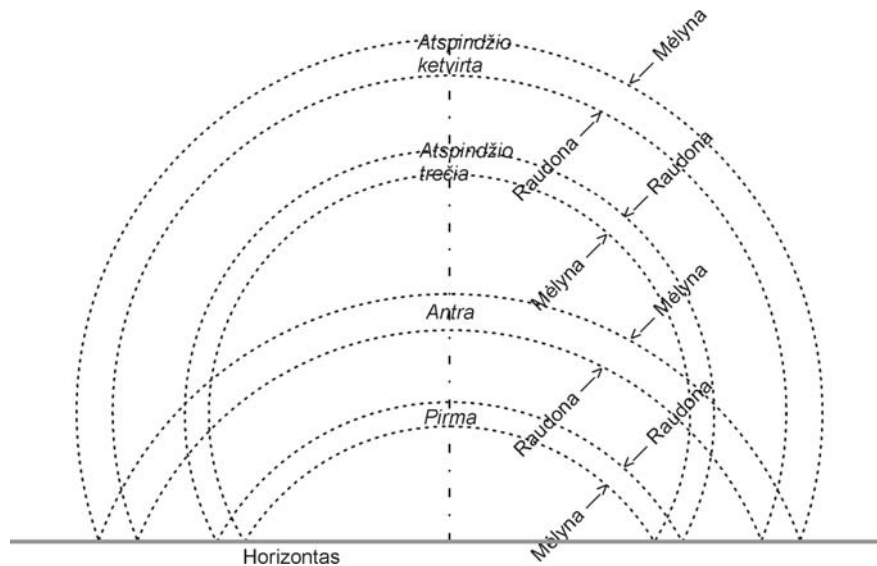 Atspindžio
ketvirta
Mėlyna
Raudona
Atspindžio
trečia
Raudona
Mėlyna
Antra
Mėlyna
Raudona
Pirma
Raudona
Mėlyna
Horizontas